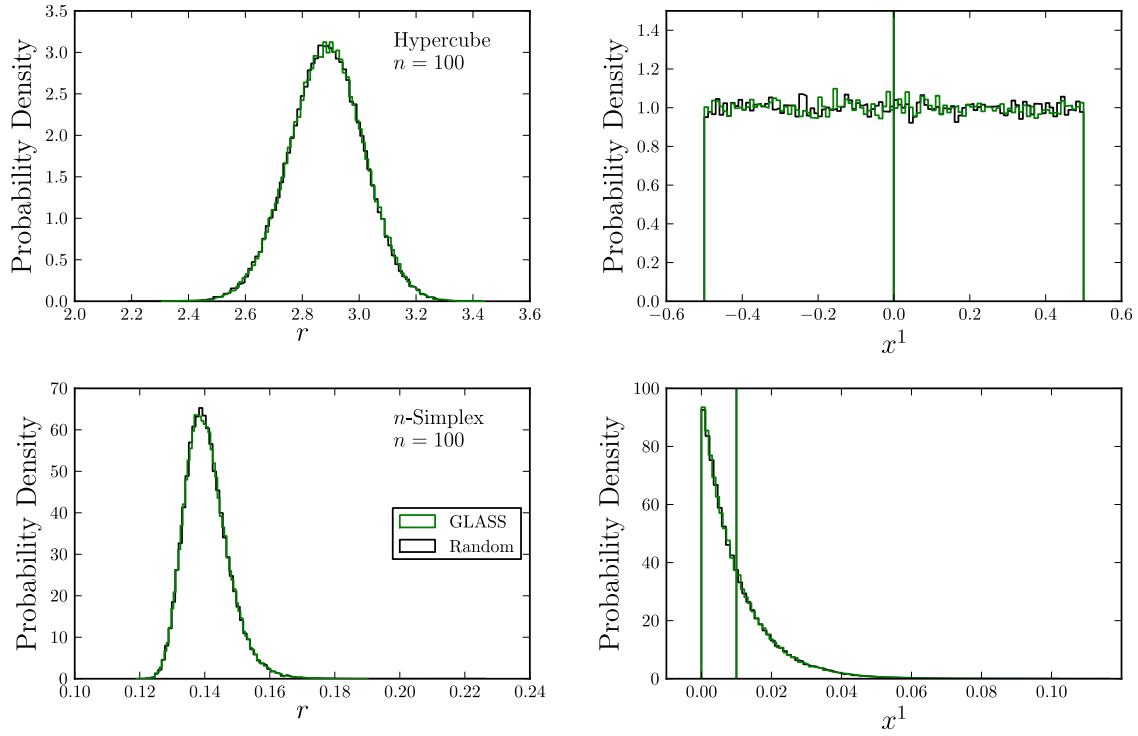 3.5
3.0
2.5
2.0
1.5
1.0
0.5
0.0
Probability Density
Hypercube
n = 100
2.0 2.2 2.4 2.6 2.8 3.0 3.2 3.4 3.6
r
1.4
1.2
1.0
0.8
0.6
0.4
0.2
0.0
Probability Density
−0.6 −0.4 −0.2 0.0 0.2 0.4 0.6
x¹
70
60
50
40
30
20
10
0
Probability Density
n-Simplex
n = 100
GLASS
Random
0.10 0.12 0.14 0.16 0.18 0.20 0.22 0.24
r
100
80
60
40
20
0
Probability Density
0.00 0.02 0.04 0.06 0.08 0.10
x¹